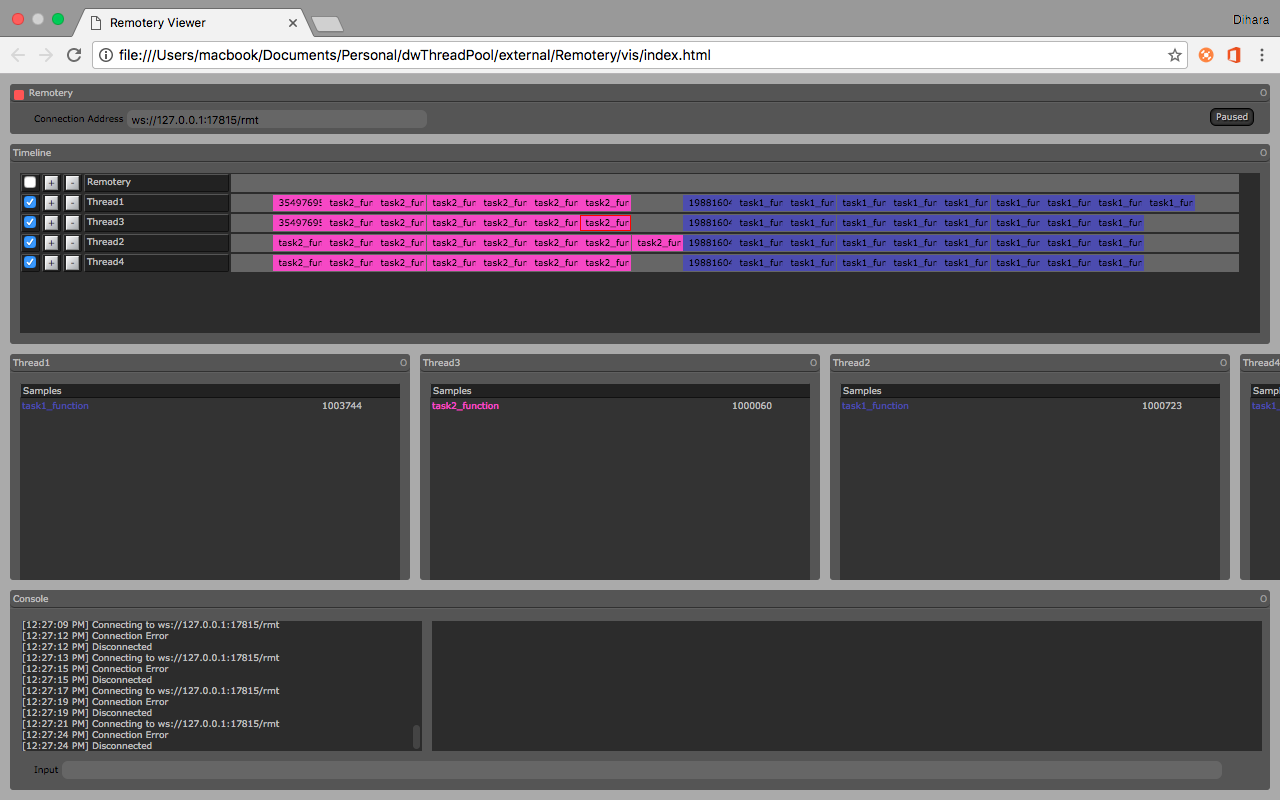 Remotery Viewer
Dihara
file:///Users/macbook/Documents/Personal/dwThreadPool/external/Remotery/vis/index.html
Remotery O
Connection Address ws://127.0.0.1:17815/rmt Paused
Timeline O
+ - Remotery
+ - Thread1 35497695 task2_fur task2_fur task2_fur task2_fur task2_fur task2_fur 19881604 task1_fur task1_fur task1_fur task1_fur task1_fur task1_fur task1_fur task1_fur task1_fur
+ - Thread3 35497695 task2_fur task2_fur task2_fur task2_fur task2_fur task2_fur 19881604 task1_fur task1_fur task1_fur task1_fur task1_fur task1_fur task1_fur task1_fur
+ - Thread2 task2_fur task2_fur task2_fur task2_fur task2_fur task2_fur task2_fur task2_fur 19881604 task1_fur task1_fur task1_fur task1_fur task1_fur task1_fur task1_fur task1_fur
+ - Thread4 task2_fur task2_fur task2_fur task2_fur task2_fur task2_fur task2_fur 19881604 task1_fur task1_fur task1_fur task1_fur task1_fur task1_fur task1_fur task1_fur
Thread1 O Thread3 O Thread2 O Thread4
Samples Samples Samples Sampl
task1_function 1003744 task2_function 1000060 task1_function 1000723 task1_
Console O
[12:27:09 PM] Connecting to ws://127.0.0.1:17815/rmt
[12:27:12 PM] Connection Error
[12:27:12 PM] Disconnected
[12:27:13 PM] Connecting to ws://127.0.0.1:17815/rmt
[12:27:15 PM] Connection Error
[12:27:15 PM] Disconnected
[12:27:17 PM] Connecting to ws://127.0.0.1:17815/rmt
[12:27:19 PM] Connection Error
[12:27:19 PM] Disconnected
[12:27:21 PM] Connecting to ws://127.0.0.1:17815/rmt
[12:27:24 PM] Connection Error
[12:27:24 PM] Disconnected
Input